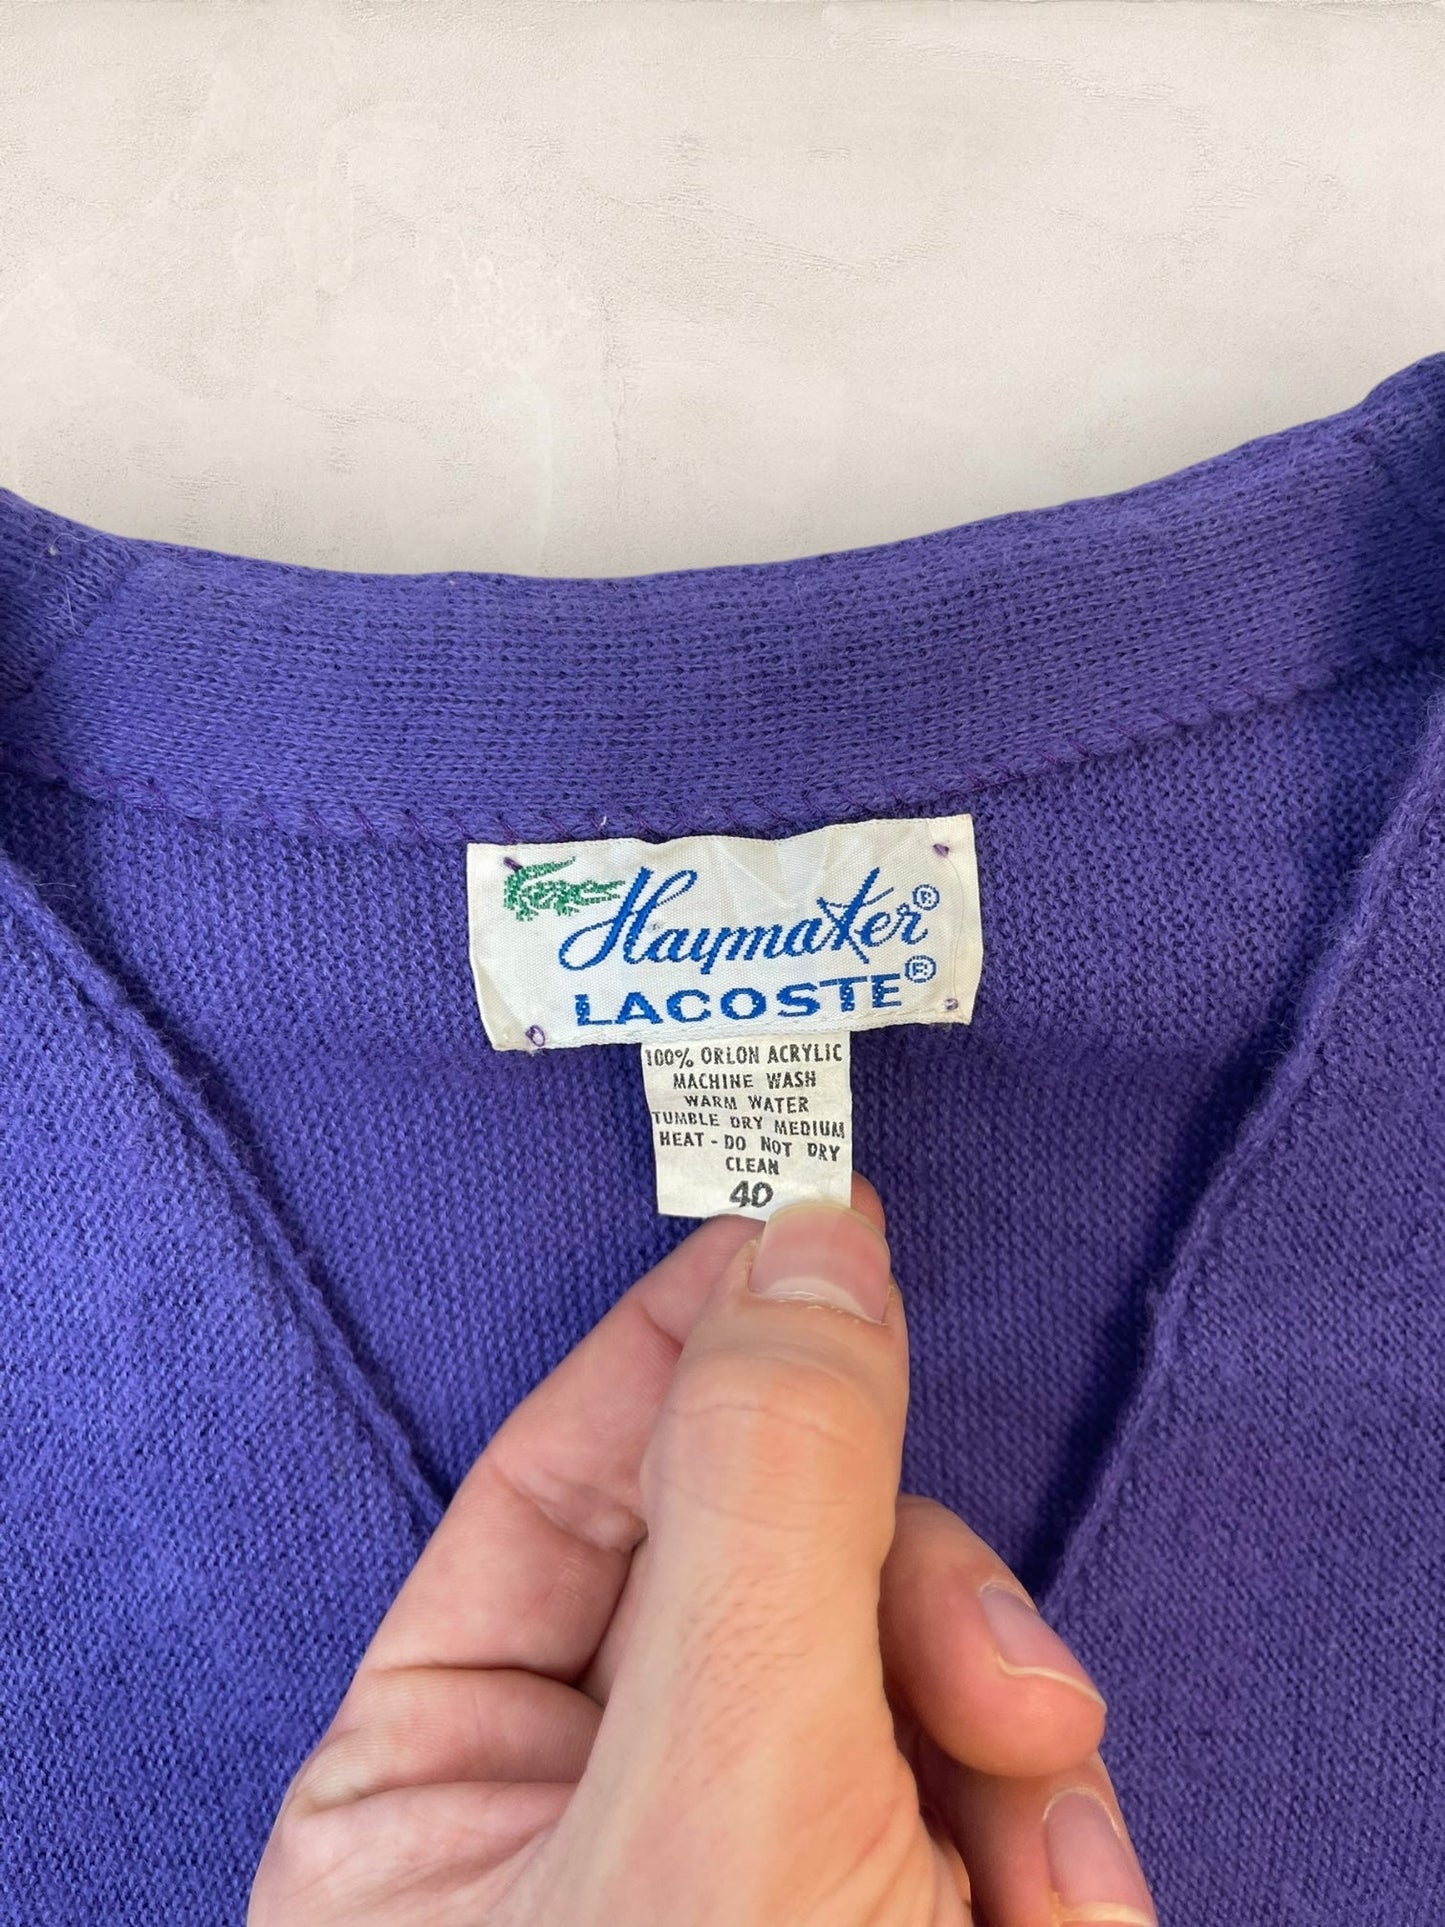 Haymaker®
LACOSTE®
100% ORLON ACRYLIC
MACHINE WASH
WARM WATER
TUMBLE DRY MEDIUM
HEAT - DO NOT DRY
CLEAN
40